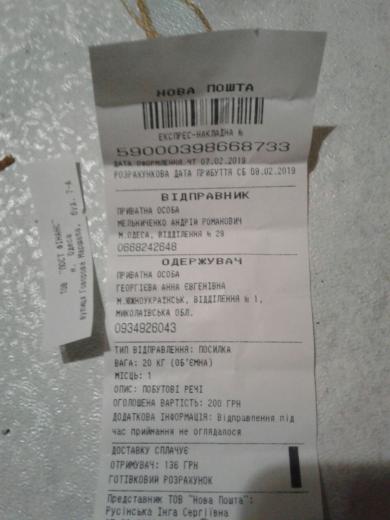 НОВА ПОШТА
ЕКСПРЕС-НАКЛАДНА №
59000398668733
ДАТА ОФОРМЛЕННЯ ЧТ 07.02.2019
РОЗРАХУНКОВА ДАТА ПРИБУТТЯ СБ 09.02.2019
ВІДПРАВНИК
ПРИВАТНА ОСОБА
МЕЛЬНИЧЕНКО АНДРІЙ РОМАНОВИЧ
М.ОДЕСА, ВІДДІЛЕННЯ № 28
0668242648
ОДЕРЖУВАЧ
ПРИВАТНА ОСОБА
ГЕОРГІЄВА АННА ЄВГЕНІВНА
М.ЮЖНОУКРАЇНСЬК, ВІДДІЛЕННЯ № 1,
МИКОЛАЇВСЬКА ОБЛ.
0934926043
ТИП ВІДПРАВЛЕННЯ: ПОСИЛКА
ВАГА: 20 КГ (ОБ'ЄМНА)
МІСЦЬ: 1
ОПИС: ПОБУТОВІ РЕЧІ
ОГОЛОШЕНА ВАРТІСТЬ: 200 ГРН
ДОДАТКОВА ІНФОРМАЦІЯ: Відправлення під
час приймання не оглядалося
ДОСТАВКУ СПЛАЧУЄ
ОТРИМУВАЧ: 136 ГРН
ГОТІВКОВИЙ РОЗРАХУНОК
Представник ТОВ "Нова Пошта":
Русінська Інга Сергіївна
ТОВ "ПОСТ ФІНАНС"
м. Одеса,
буд. 7-А